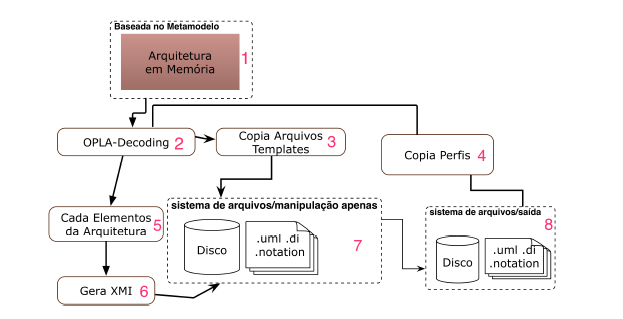 Baseada no Metamodelo
Arquitetura
em Memória
1
OPLA-Decoding 2
Copia Arquivos
Templates
3
Copia Perfis 4
Cada Elementos
da Arquitetura
5
sistema de arquivos/manipulação apenas
Disco
.uml .di
.notation
7
sistema de arquivos/saída
8
Disco
.uml .di
.notation
Gera XMI 6